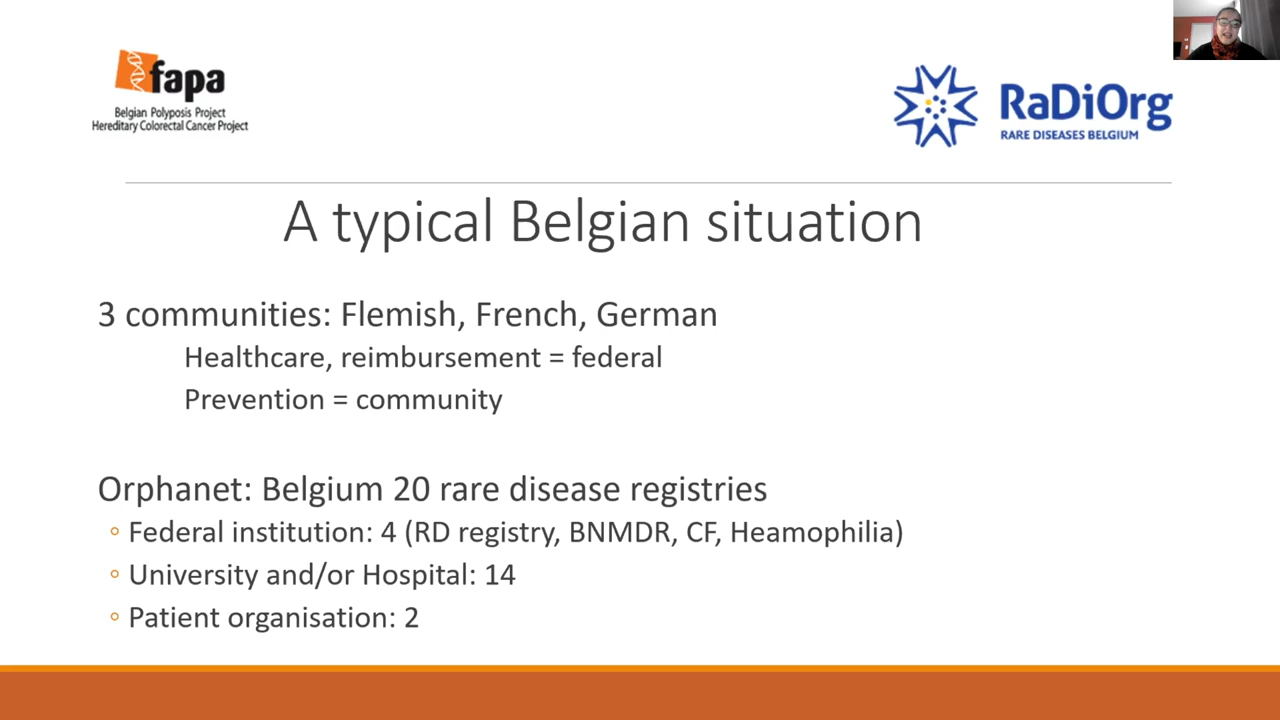 fapa
Belgian Polyposis Project
Hereditary Colorectal Cancer Project
RaDiOrg
RARE DISEASES BELGIUM
A typical Belgian situation
3 communities: Flemish, French, German
Healthcare, reimbursement = federal
Prevention = community
Orphanet: Belgium 20 rare disease registries
◦ Federal institution: 4 (RD registry, BNMDR, CF, Heamophilia)
◦ University and/or Hospital: 14
◦ Patient organisation: 2